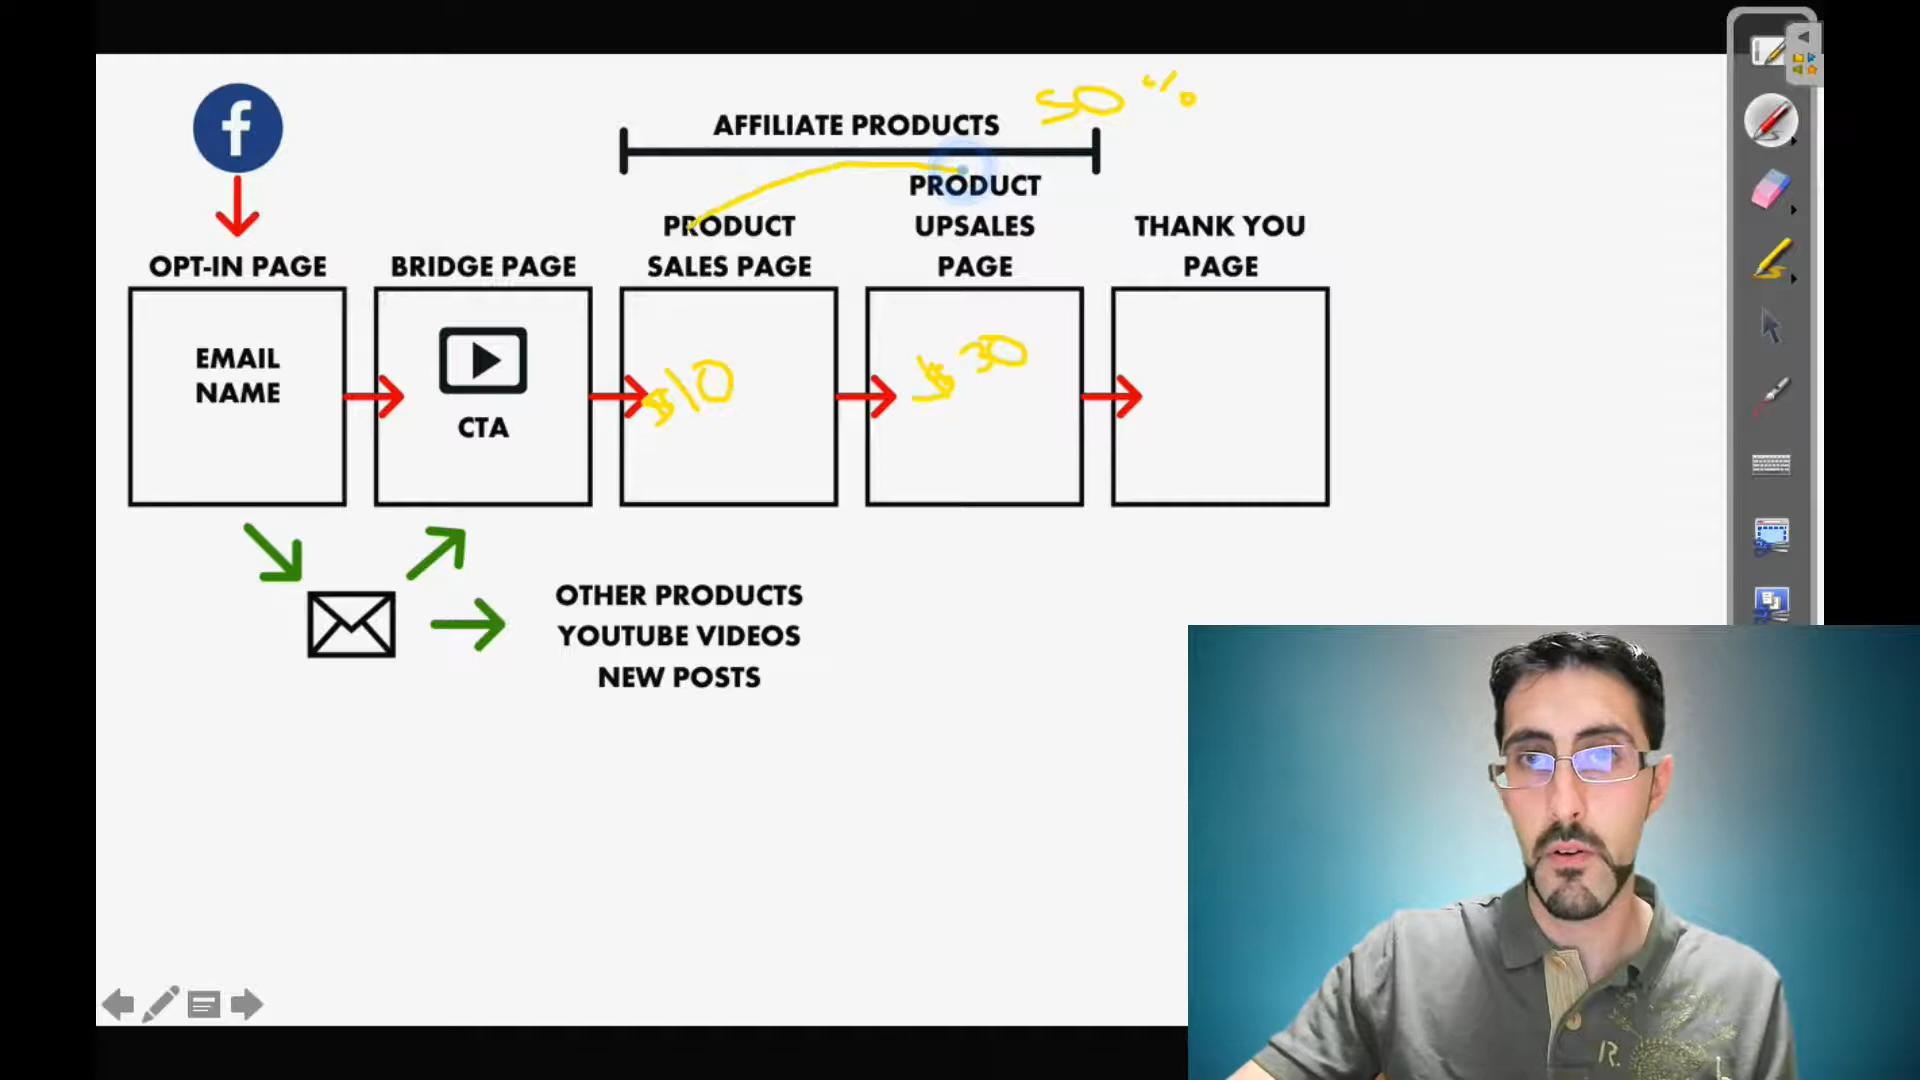 f
AFFILIATE PRODUCTS
50 %
OPT-IN PAGE
BRIDGE PAGE
PRODUCT
SALES PAGE
PRODUCT
UPSALES
PAGE
THANK YOU
PAGE
EMAIL
NAME
CTA
$10
$30
OTHER PRODUCTS
YOUTUBE VIDEOS
NEW POSTS
R.